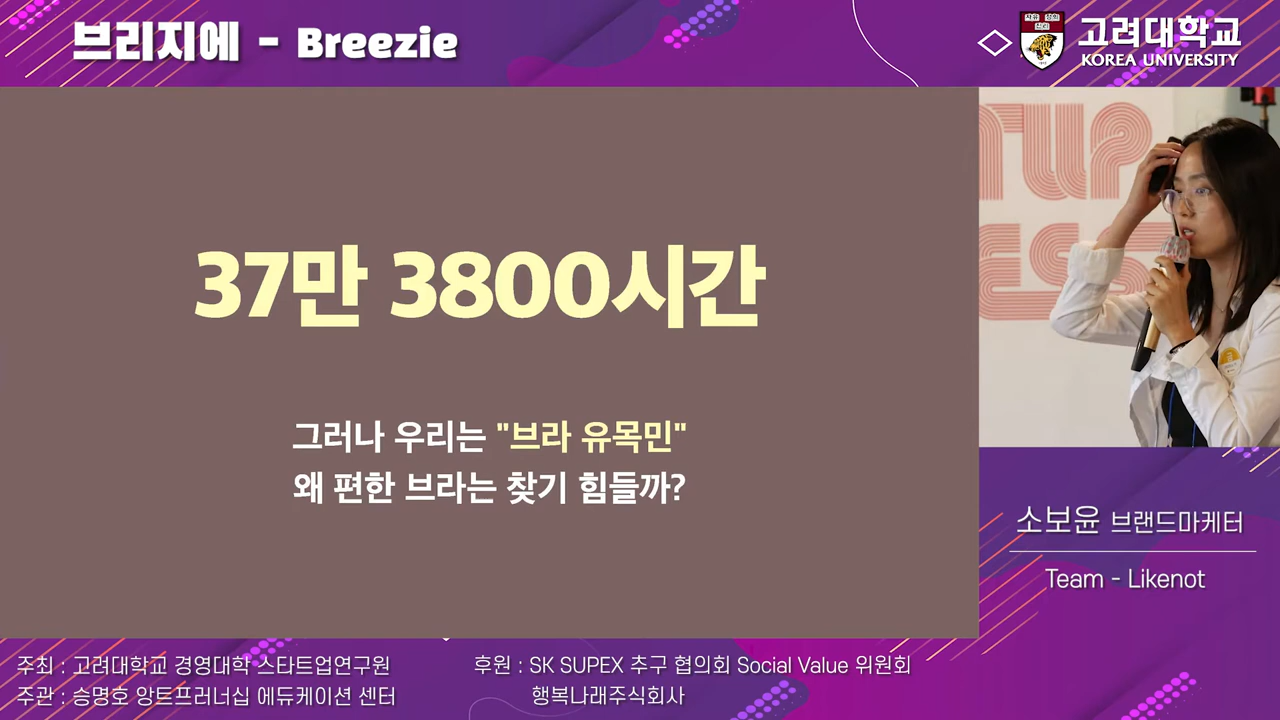 브리지에 - Breezie
고려대학교
KOREA UNIVERSITY
37만 3800시간
그러나 우리는 "브라 유목민"
왜 편한 브라는 찾기 힘들까?
소보윤 브랜드마케터
Team - Likenot
주최 : 고려대학교 경영대학 스타트업연구원
주관 : 승명호 앙트프러너십 에듀케이션 센터
후원 : SK SUPEX 추구 협의회 Social Value 위원회
행복나래주식회사